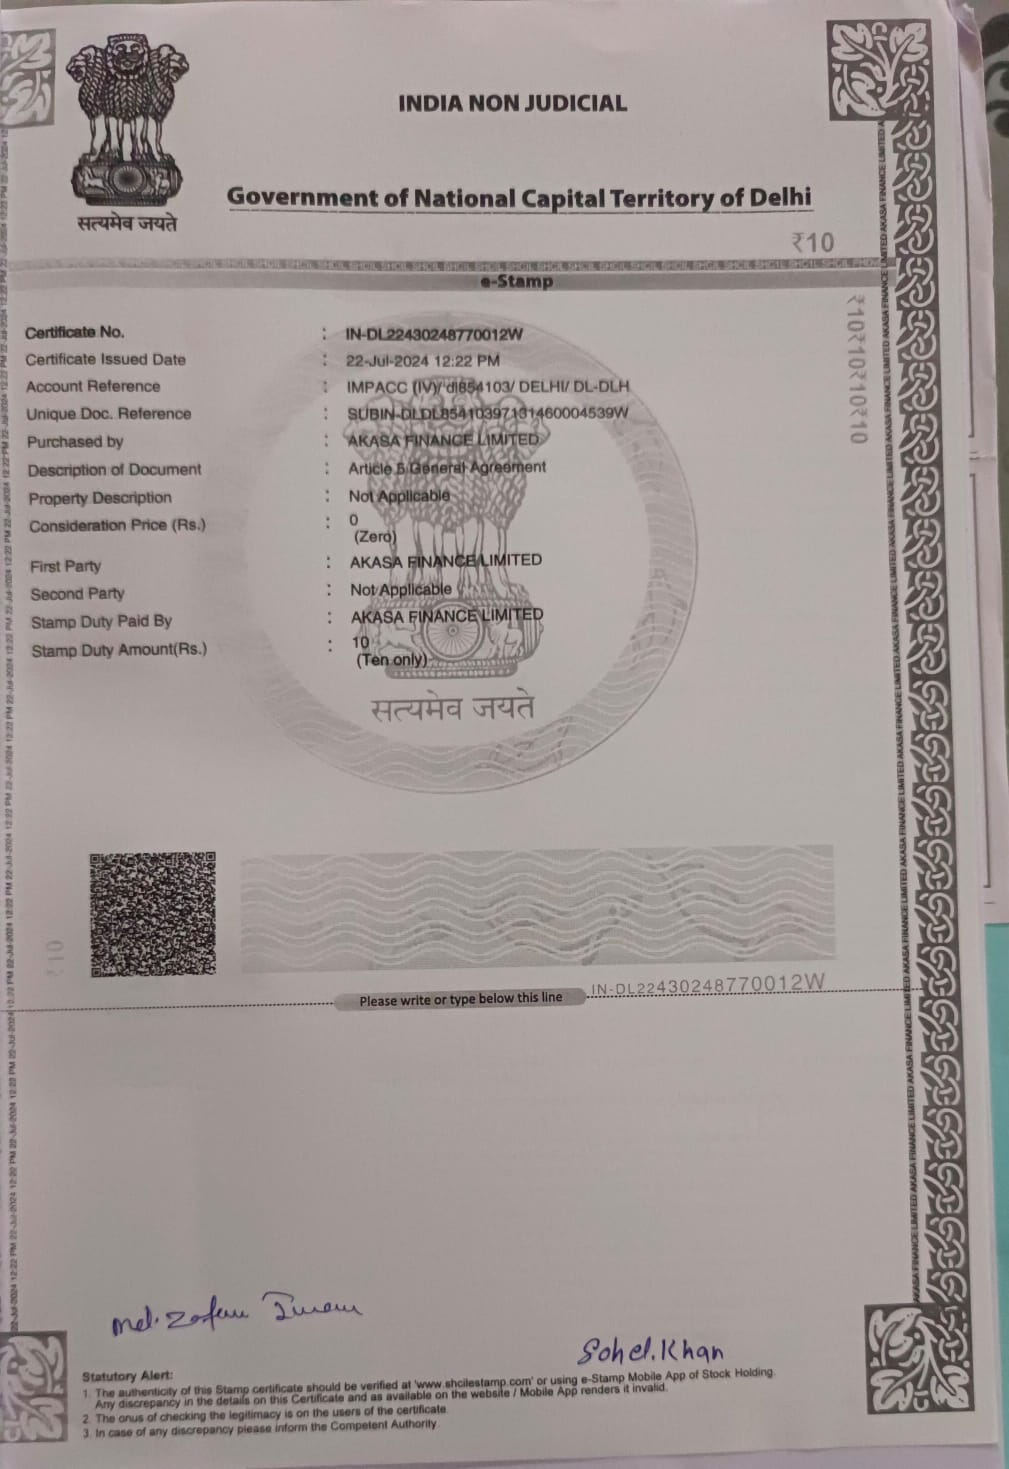 सत्यमेव जयते
INDIA NON JUDICIAL
Government of National Capital Territory of Delhi
₹10
e-Stamp
Certificate No. : IN-DL22430248770012W
Certificate Issued Date : 22-Jul-2024 12:22 PM
Account Reference : IMPACC (IV)/ dl854103/ DELHI/ DL-DLH
Unique Doc. Reference : SUBIN-DLDL85410397131460004539W
Purchased by : AKASA FINANCE LIMITED
Description of Document : Article 5 General Agreement
Property Description : Not Applicable
Consideration Price (Rs.) : 0
(Zero)
First Party : AKASA FINANCE LIMITED
Second Party : Not Applicable
Stamp Duty Paid By : AKASA FINANCE LIMITED
Stamp Duty Amount(Rs.) : 10
(Ten only)
सत्यमेव जयते
₹10₹10₹10₹10
10
IN-DL22430248770012W
Please write or type below this line
Md. Zafar Imam
Sohel.Khan
Statutory Alert:
1. The authenticity of this Stamp certificate should be verified at 'www.shcilestamp.com' or using e-Stamp Mobile App of Stock Holding.
Any discrepancy in the details on this Certificate and as available on the website / Mobile App renders it invalid.
2. The onus of checking the legitimacy is on the users of the certificate.
3. In case of any discrepancy please inform the Competent Authority.